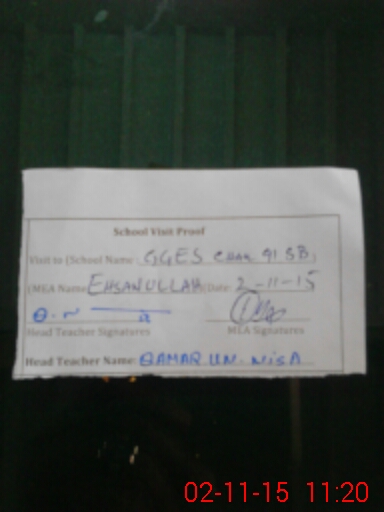 School Visit Proof
Visit to (School Name GGES CHAK 91 SB,
(MEA Name EHSANULLAH Date: 2-11-15
Head Teacher Signatures MEA Signatures
Head Teacher Name: QAMAR UN. NISA
02-11-15 11:20